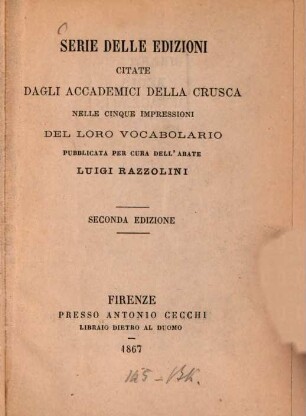 SERIE DELLE EDIZIONI
CITATE
DAGLI ACCADEMICI DELLA CRUSCA
NELLE CINQUE IMPRESSIONI
DEL LORO VOCABOLARIO
PUBBLICATA PER CURA DELL'ABATE
LUIGI RAZZOLINI
SECONDA EDIZIONE
FIRENZE
PRESSO ANTONIO CECCHI
LIBRAIO DIETRO AL DUOMO
1867